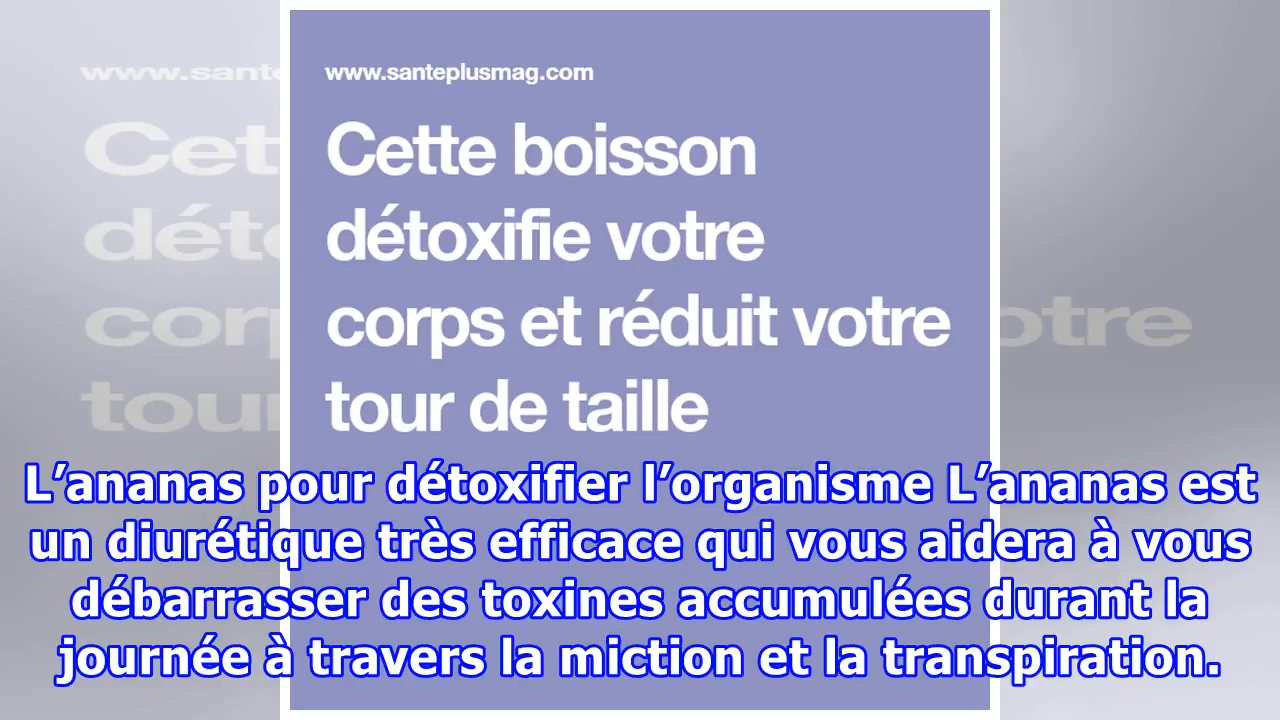 www.santeplusmag.com
Cette boisson
détoxifie votre
corps et réduit votre
tour de taille
L’ananas pour détoxifier l’organisme L’ananas est
un diurétique très efficace qui vous aidera à vous
débarrasser des toxines accumulées durant la
journée à travers la miction et la transpiration.